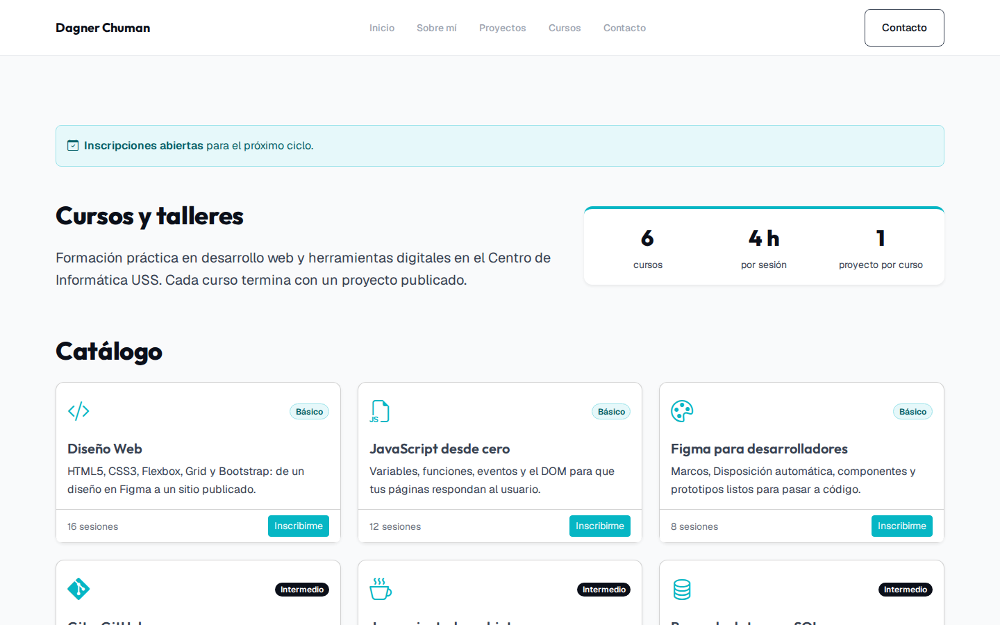 Dagner Chuman
Inicio
Sobre mí
Proyectos
Cursos
Contacto
Contacto
Inscripciones abiertas para el próximo ciclo.
Cursos y talleres
Formación práctica en desarrollo web y herramientas digitales en el Centro de
Informática USS. Cada curso termina con un proyecto publicado.
6
cursos
4 h
por sesión
1
proyecto por curso
Catálogo
Básico
Diseño Web
HTML5, CSS3, Flexbox, Grid y Bootstrap: de un
diseño en Figma a un sitio publicado.
16 sesiones
Inscribirme
JS
Básico
JavaScript desde cero
Variables, funciones, eventos y el DOM para que
tus páginas respondan al usuario.
12 sesiones
Inscribirme
Básico
Figma para desarrolladores
Marcos, Disposición automática, componentes y
prototipos listos para pasar a código.
8 sesiones
Inscribirme
Intermedio
Intermedio
Intermedio